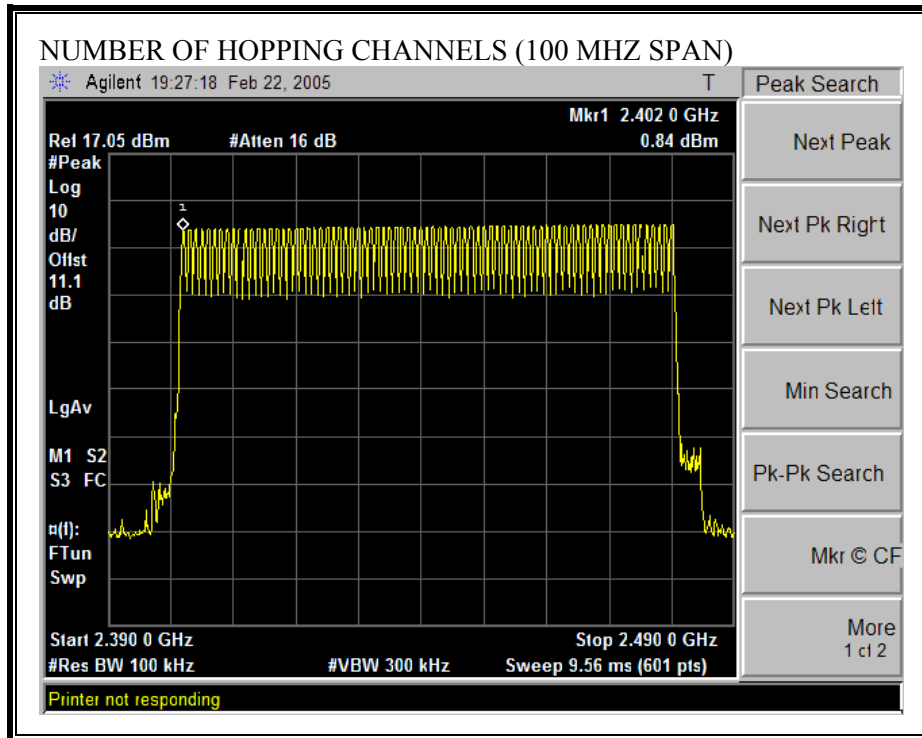 NUMBER OF HOPPING CHANNELS (100 MHZ SPAN)
Agilent 19:27:18 Feb 22, 2005 T
Peak Search
Mkr1 2.402 0 GHz
Ref 17.05 dBm #Atten 16 dB 0.84 dBm
#Peak
Log
10
dB/
Offst
11.1
dB
1
LgAv
M1 S2
S3 FC
¤(f):
FTun
Swp
Start 2.390 0 GHz Stop 2.490 0 GHz
#Res BW 100 kHz #VBW 300 kHz Sweep 9.56 ms (601 pts)
Printer not responding
Next Peak
Next Pk Right
Next Pk Left
Min Search
Pk-Pk Search
Mkr © CF
More
1 of 2